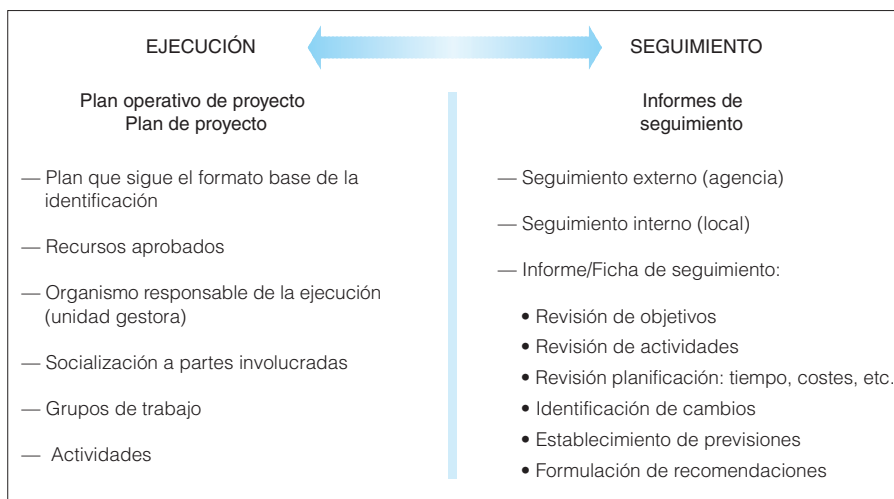 EJECUCIÓN
SEGUIMIENTO
Plan operativo de proyecto
Plan de proyecto
— Plan que sigue el formato base de la
identificación
— Recursos aprobados
— Organismo responsable de la ejecución
(unidad gestora)
— Socialización a partes involucradas
— Grupos de trabajo
— Actividades
Informes de
seguimiento
— Seguimiento externo (agencia)
— Seguimiento interno (local)
— Informe/Ficha de seguimiento:
• Revisión de objetivos
• Revisión de actividades
• Revisión planificación: tiempo, costes, etc.
• Identificación de cambios
• Establecimiento de previsiones
• Formulación de recomendaciones